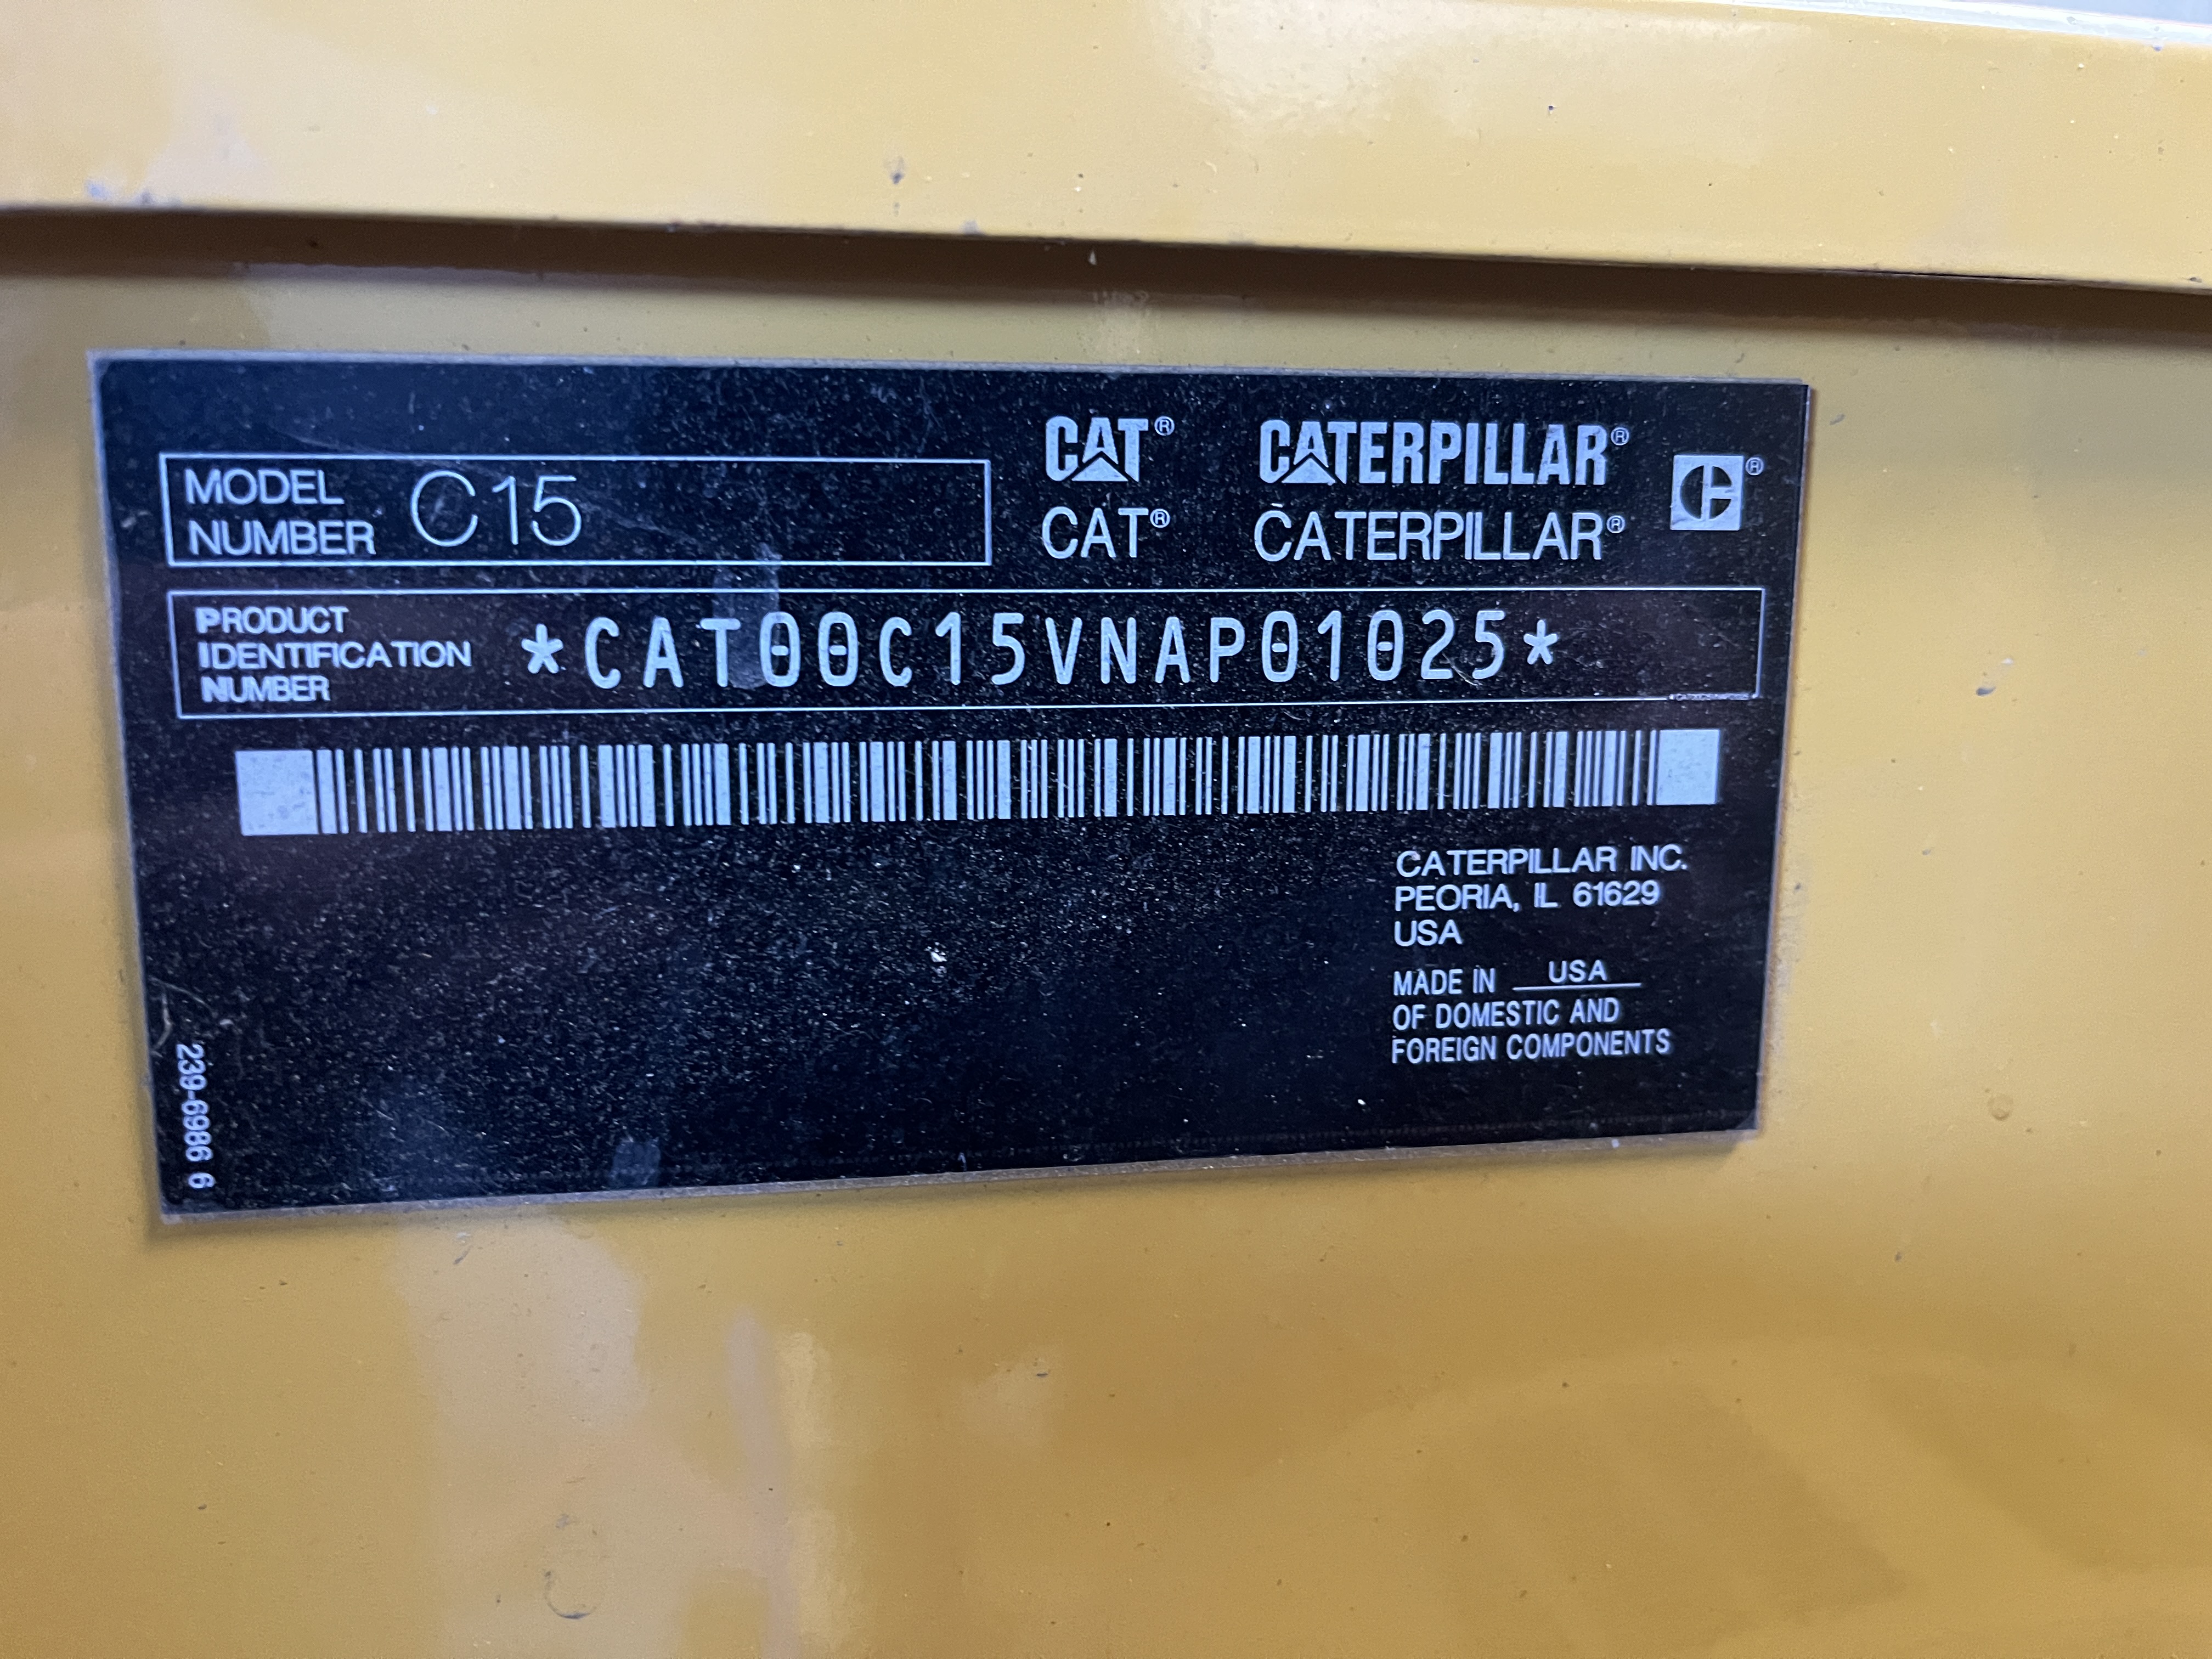 MODEL
NUMBER C15
CAT® CATERPILLAR®
CAT® CATERPILLAR®
PRODUCT
IDENTIFICATION
NUMBER
*CAT00C15VNAP01025*
CATERPILLAR INC.
PEORIA, IL 61629
USA
MADE IN USA
OF DOMESTIC AND
FOREIGN COMPONENTS
239-6986 6